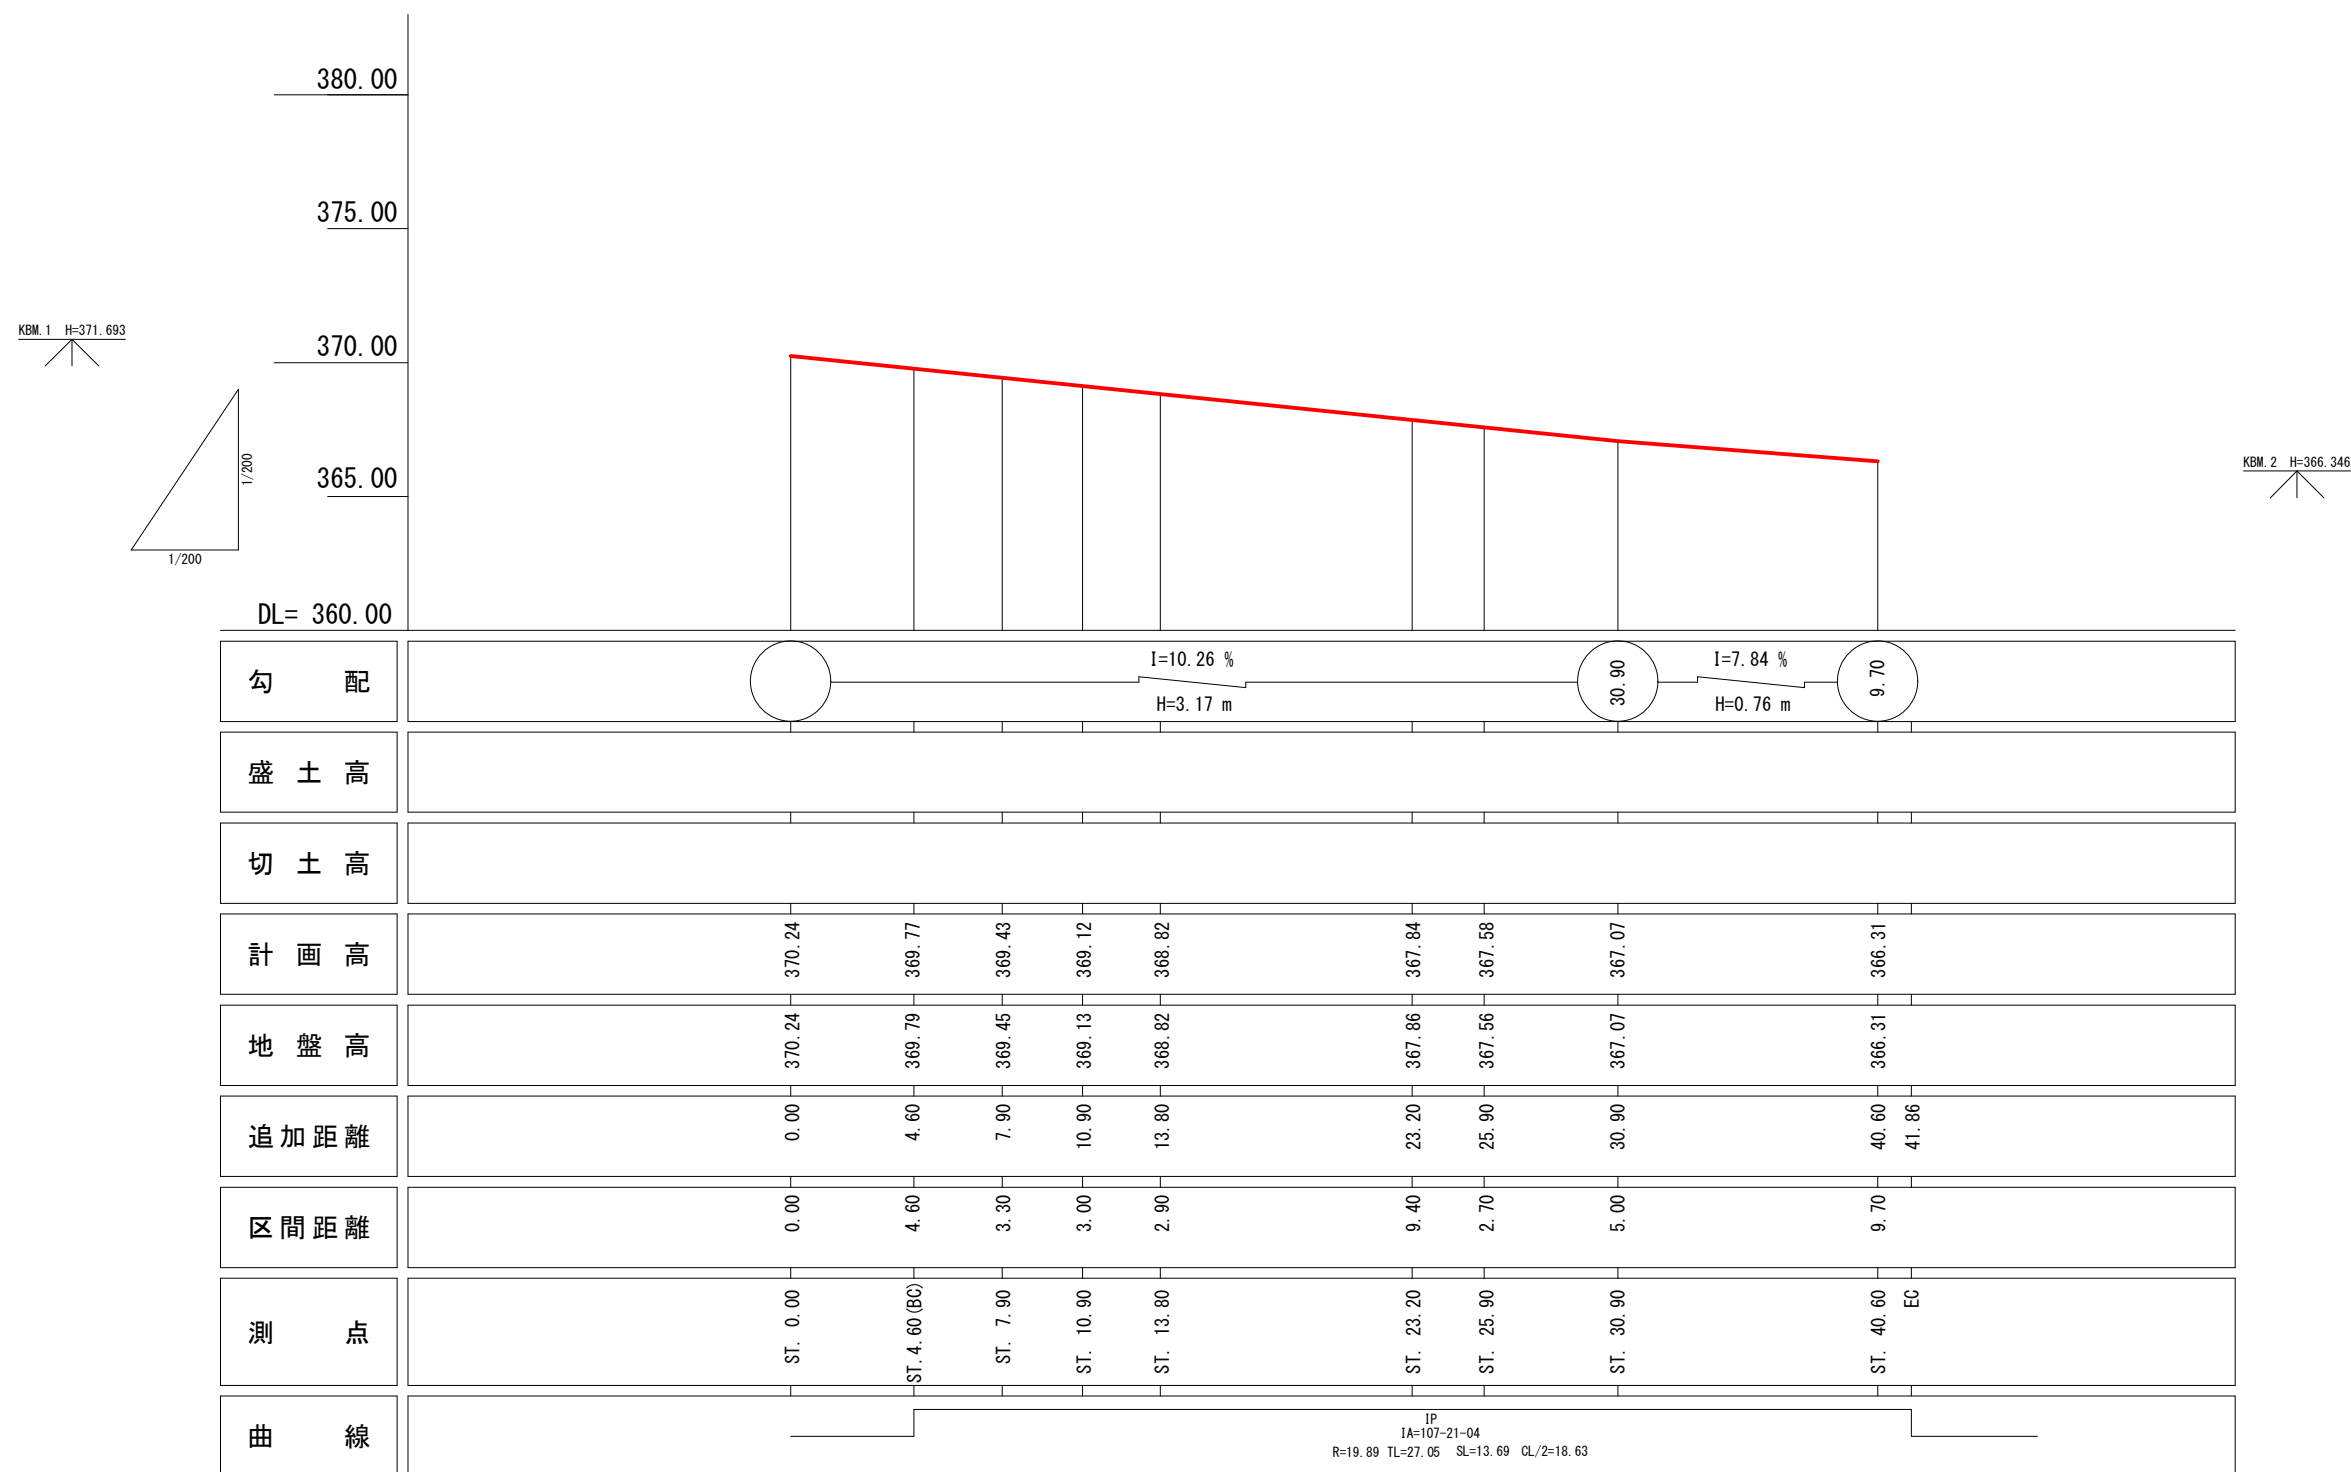 380.00
375.00
KBM.1 H=371.693
370.00
1/200
365.00
KBM.2 H=366.346
1/200
DL= 360.00
勾配
I=10.26 %
H=3.17 m
30.90
I=7.84 %
H=0.76 m
9.70
盛土高
切土高
計画高
370.24
369.77
369.43
369.12
368.82
367.84
367.58
367.07
366.31
地盤高
370.24
369.79
369.45
369.13
368.82
367.86
367.56
367.07
366.31
追加距離
0.00
4.60
7.90
10.90
13.80
23.20
25.90
30.90
40.60
41.86
区間距離
0.00
4.60
3.30
3.00
2.90
9.40
2.70
5.00
9.70
測点
ST. 0.00
ST.4.60(BC)
ST. 7.90
ST. 10.90
ST. 13.80
ST. 23.20
ST. 25.90
ST. 30.90
ST. 40.60
EC
曲線
IP
IA=107-21-04
R=19.89 TL=27.05 SL=13.69 CL/2=18.63